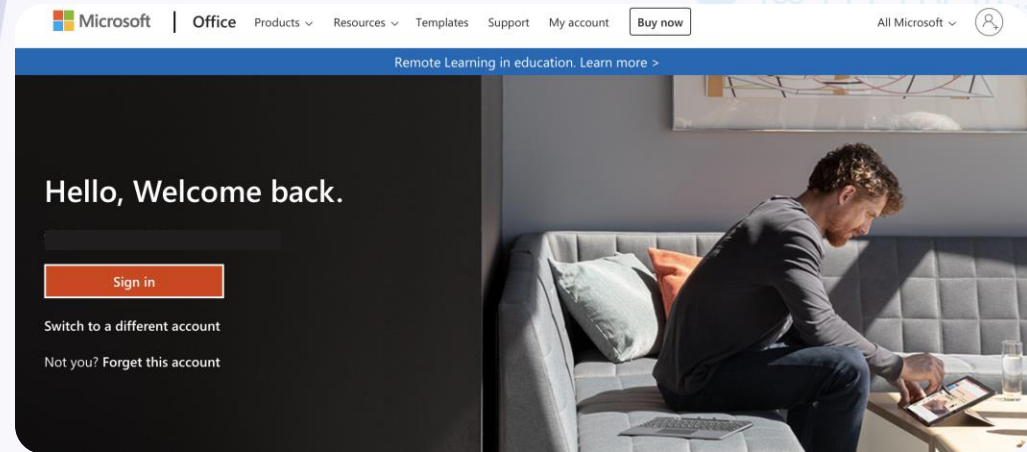 Microsoft | Office Products Resources Templates Support My account Buy now All Microsoft
Remote Learning in education. Learn more >
Hello, Welcome back.
Sign in
Switch to a different account
Not you? Forget this account